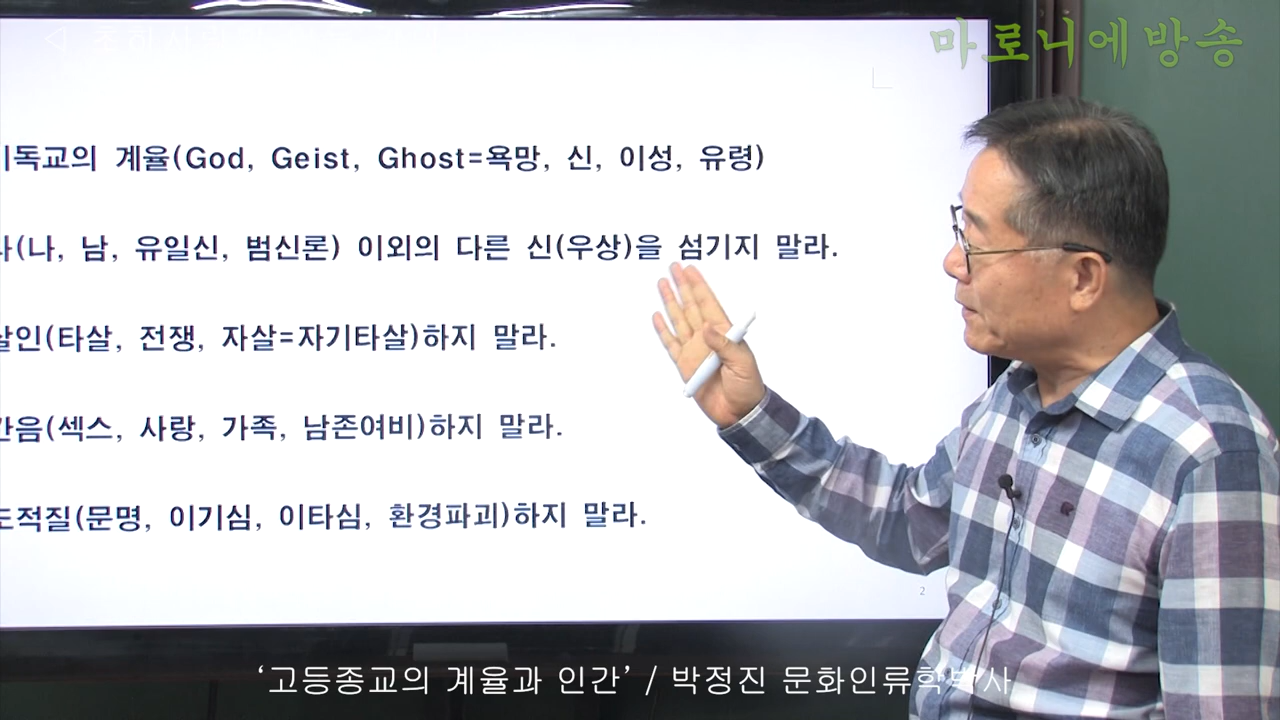 마로니에방송
기독교의 계율(God, Geist, Ghost=욕망, 신, 이성, 유령)
나(나, 남, 유일신, 범신론) 이외의 다른 신(우상)을 섬기지 말라.
살인(타살, 전쟁, 자살=자기타살)하지 말라.
간음(섹스, 사랑, 가족, 남존여비)하지 말라.
도적질(문명, 이기심, 이타심, 환경파괴)하지 말라.
2
‘고등종교의 계율과 인간’ / 박정진 문화인류학박사